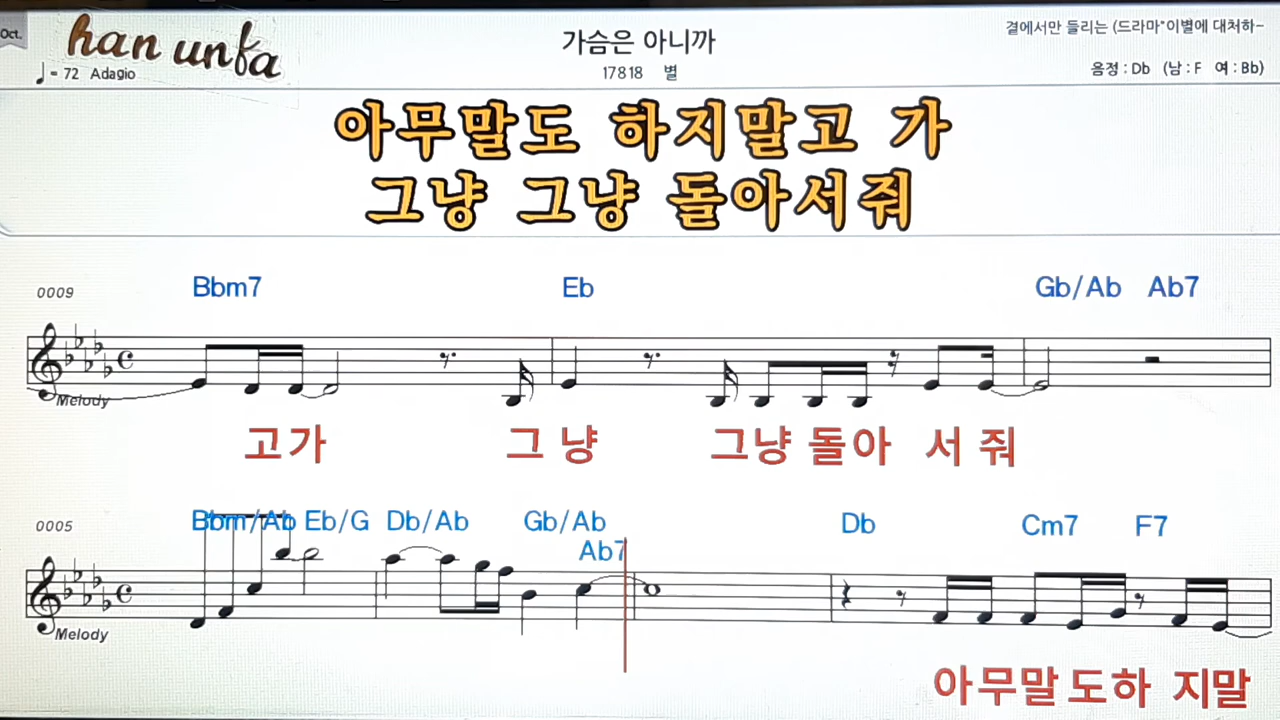 Oct.
han unfa
가슴은 아니까
곁에서만 들리는 (드라마"이별에 대처하-
♩= 72 Adagio
17818 별
음정 : Db (남 : F 여 : Bb)
아무말도 하지말고 가
그냥 그냥 돌아서줘
0009
Bbm7 Eb Gb/Ab Ab7
Melody
고가 그 냥 그냥 돌아 서 줘
0005
Bbm/Ab Eb/G Db/Ab Gb/Ab Db Cm7 F7
Ab7
Melody
아무말 도하 지말